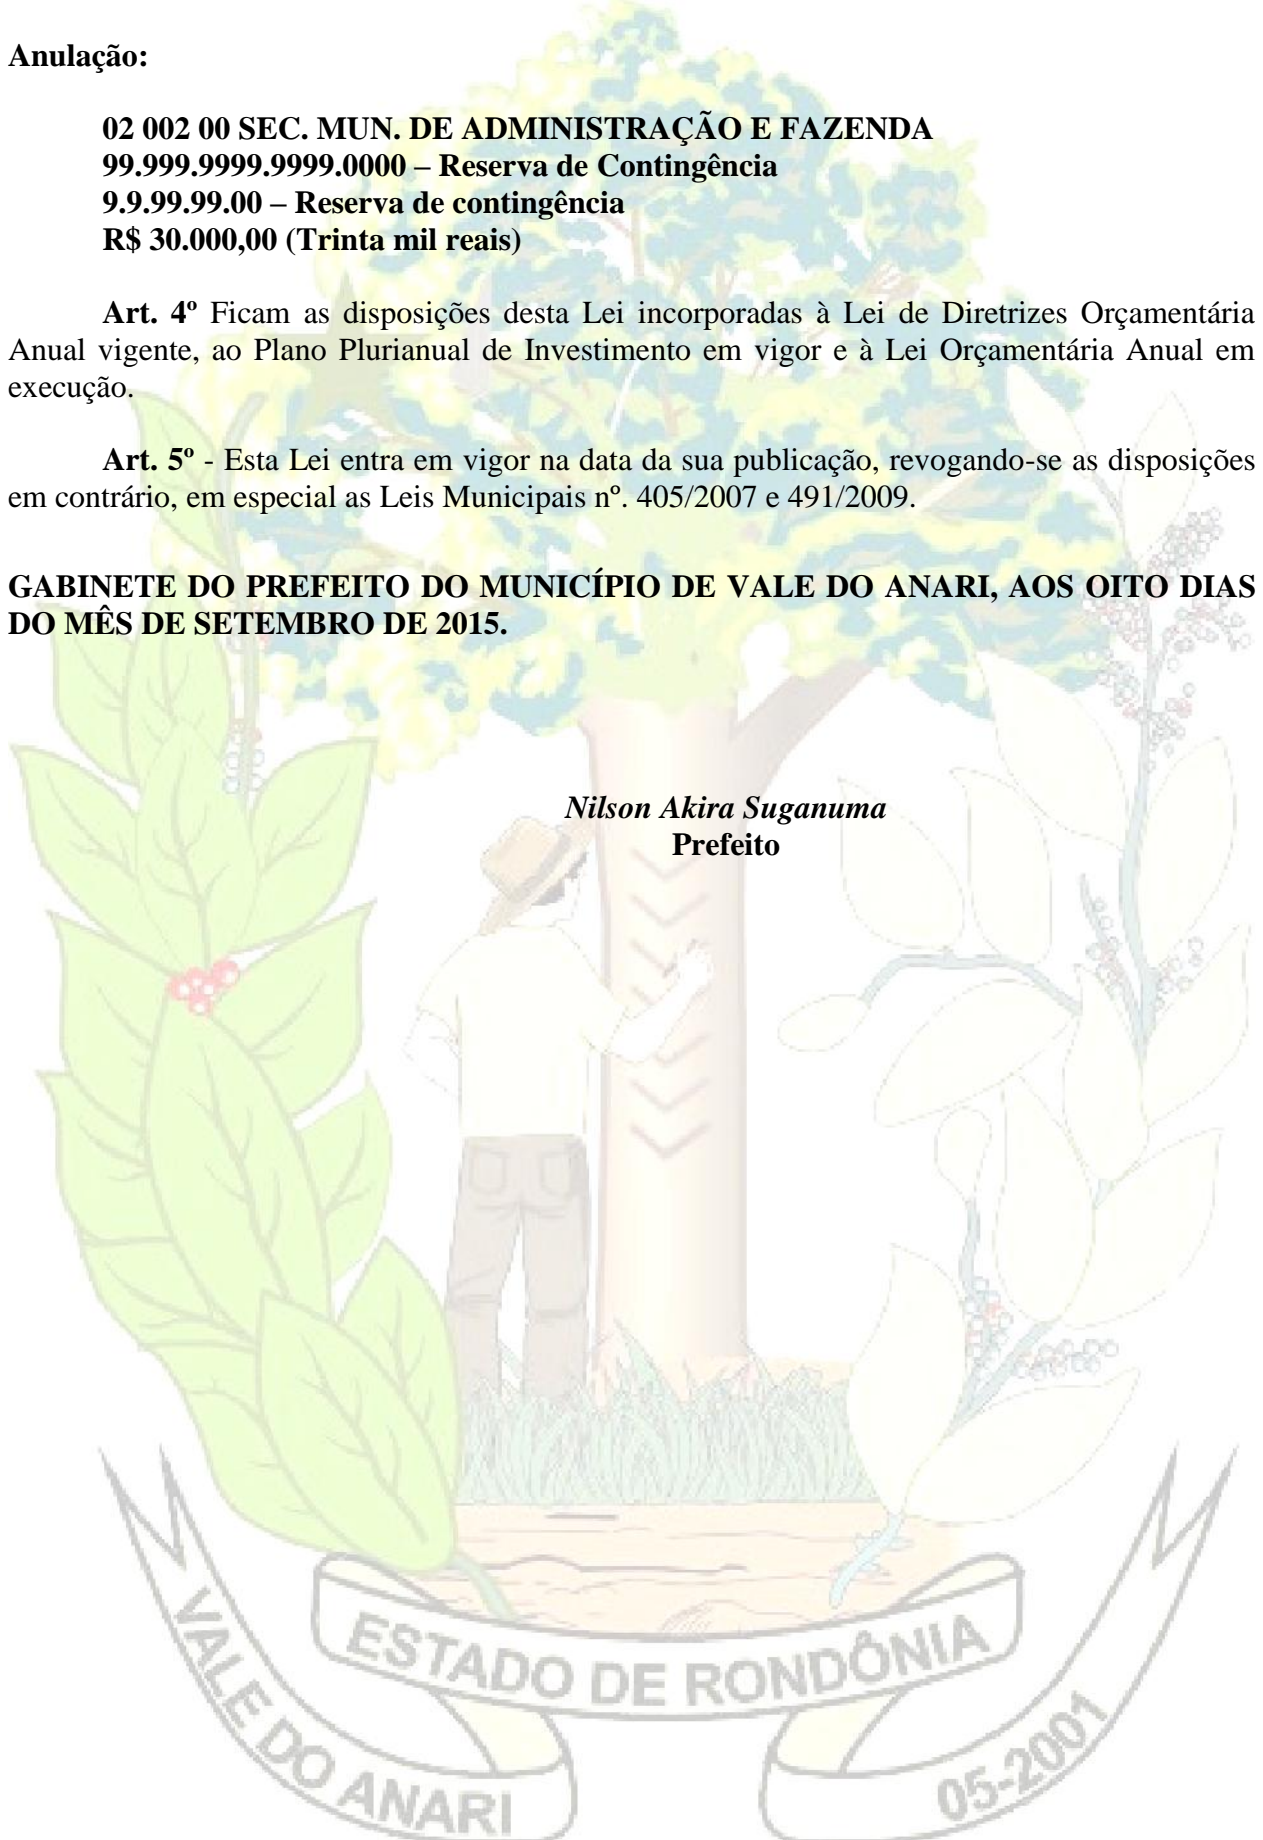 Anulação:
02 002 00 SEC. MUN. DE ADMINISTRAÇÃO E FAZENDA
99.999.9999.9999.0000 – Reserva de Contingência
9.9.99.99.00 – Reserva de contingência
R$ 30.000,00 (Trinta mil reais)
Art. 4º Ficam as disposições desta Lei incorporadas à Lei de Diretrizes Orçamentária
Anual vigente, ao Plano Plurianual de Investimento em vigor e à Lei Orçamentária Anual em
execução.
Art. 5º - Esta Lei entra em vigor na data da sua publicação, revogando-se as disposições
em contrário, em especial as Leis Municipais nº. 405/2007 e 491/2009.
GABINETE DO PREFEITO DO MUNICÍPIO DE VALE DO ANARI, AOS OITO DIAS
DO MÊS DE SETEMBRO DE 2015.
Nilson Akira Suganuma
Prefeito
VALE DO ANARI
ESTADO DE RONDÔNIA
05-2001